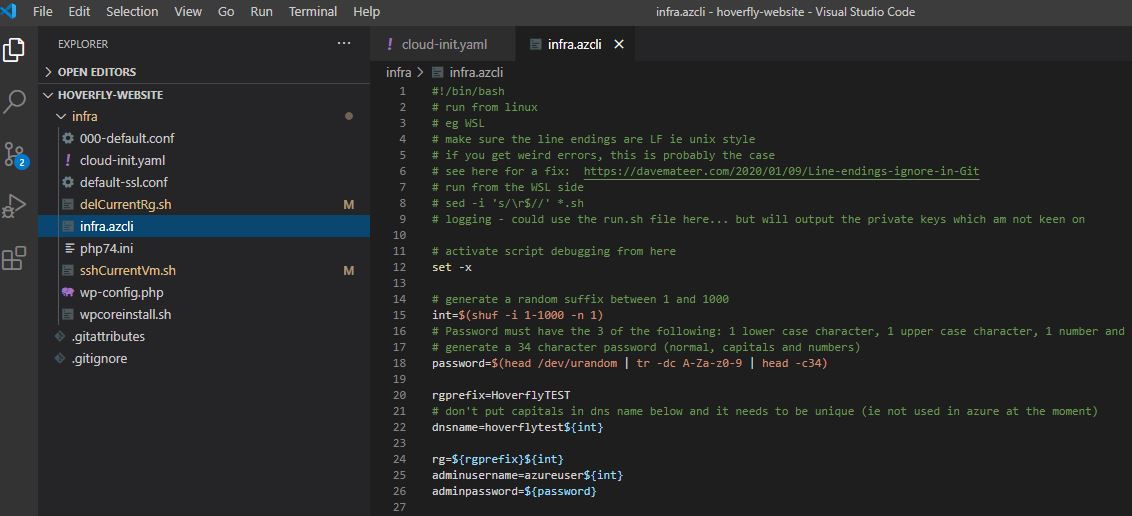 File Edit Selection View Go Run Terminal Help infra.azcli - hoverfly-website - Visual Studio Code
EXPLORER ···
OPEN EDITORS
HOVERFLY-WEBSITE
infra
000-default.conf
! cloud-init.yaml
default-ssl.conf
delCurrentRg.sh M
infra.azcli
php74.ini
sshCurrentVm.sh M
wp-config.php
wpcoreinstall.sh
.gitattributes
.gitignore
2
! cloud-init.yaml infra.azcli ×
infra > infra.azcli
1 #!/bin/bash
2 # run from linux
3 # eg WSL
4 # make sure the line endings are LF ie unix style
5 # if you get weird errors, this is probably the case
6 # see here for a fix:  https://davemateer.com/2020/01/09/Line-endings-ignore-in-Git
7 # run from the WSL side
8 # sed -i 's/\r$//' *.sh
9 # logging - could use the run.sh file here... but will output the private keys which am not keen on
10
11 # activate script debugging from here
12 set -x
13
14 # generate a random suffix between 1 and 1000
15 int=$(shuf -i 1-1000 -n 1)
16 # Password must have the 3 of the following: 1 lower case character, 1 upper case character, 1 number and
17 # generate a 34 character password (normal, capitals and numbers)
18 password=$(head /dev/urandom | tr -dc A-Za-z0-9 | head -c34)
19
20 rgprefix=HoverflyTEST
21 # don't put capitals in dns name below and it needs to be unique (ie not used in azure at the moment)
22 dnsname=hoverflytest${int}
23
24 rg=${rgprefix}${int}
25 adminusername=azureuser${int}
26 adminpassword=${password}
27